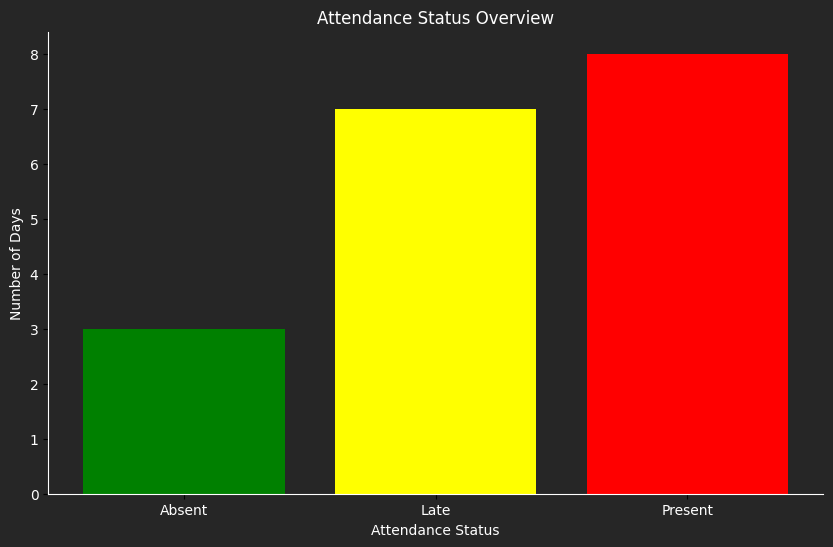 Attendance Status Overview
Number of Days
8
7
6
5
4
3
2
1
0
Absent Late Present
Attendance Status